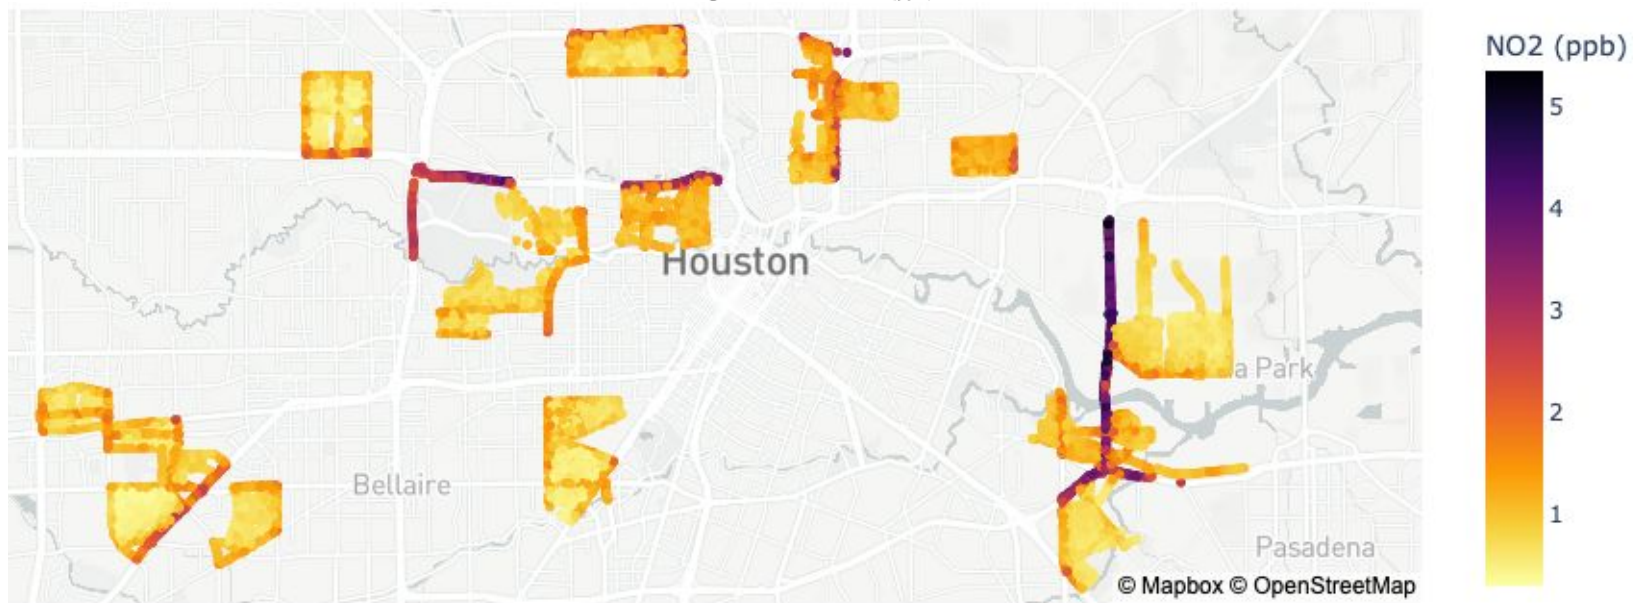 NO2 (ppb)
5
4
3
2
1
Houston
a Park
Bellaire
Pasadena
© Mapbox © OpenStreetMap